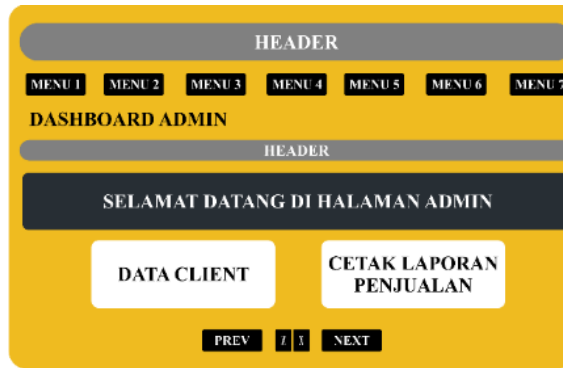 HEADER
MENU 1 MENU 2 MENU 3 MENU 4 MENU 5 MENU 6 MENU 7
DASHBOARD ADMIN
HEADER
SELAMAT DATANG DI HALAMAN ADMIN
DATA CLIENT
CETAK LAPORAN
PENJUALAN
PREV NEXT